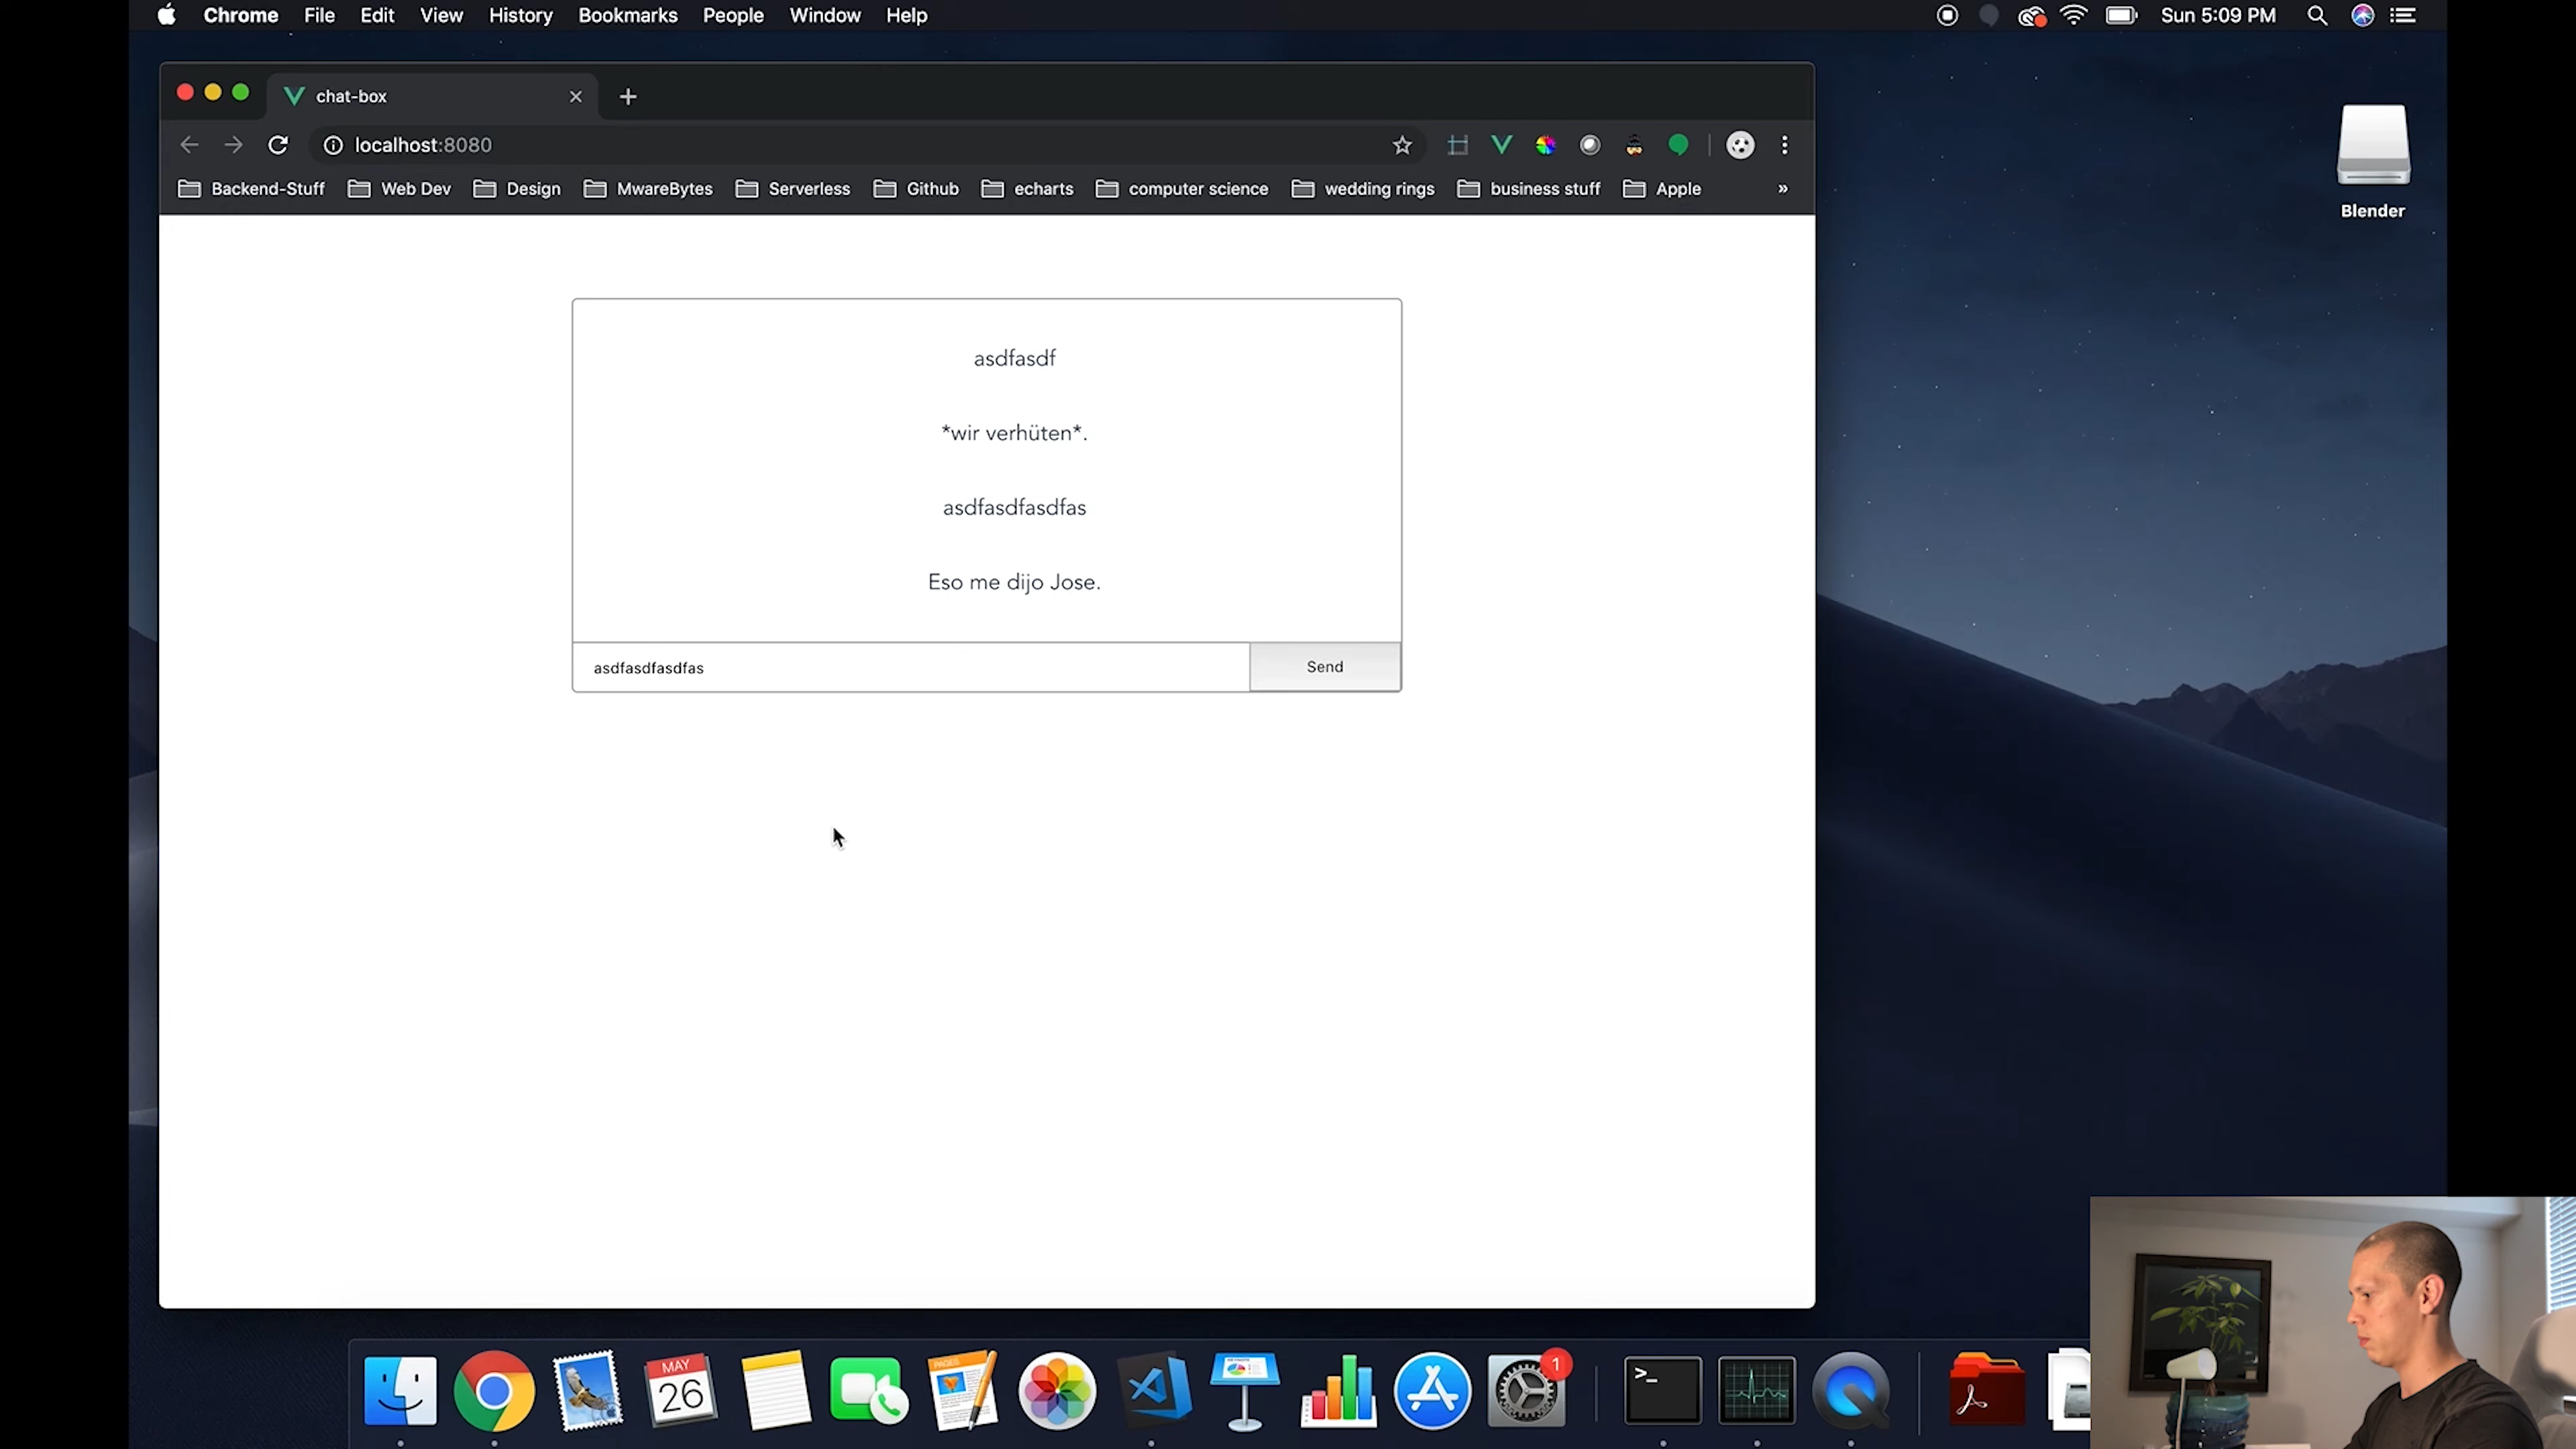 Chrome File Edit View History Bookmarks People Window Help Sun 5:09 PM
chat-box
localhost:8080
Backend-Stuff Web Dev Design MwareBytes Serverless Github echarts computer science wedding rings business stuff Apple »
Blender
asdfasdf
*wir verhüten*.
asdfasdfasdfas
Eso me dijo Jose.
asdfasdfasdfas Send
MAY
26
PAGES
1
>_